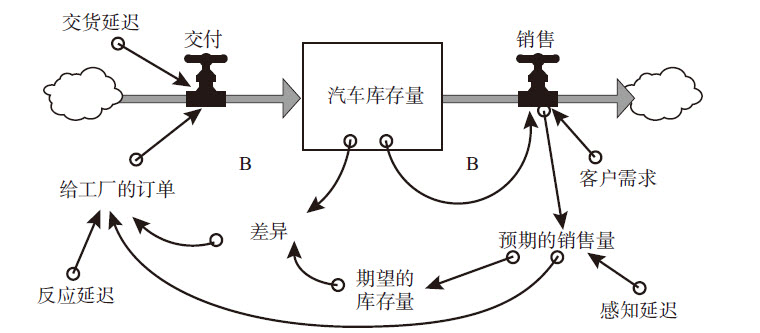 交货延迟
交付
销售
汽车库存量
B
B
给工厂的订单
客户需求
差异
预期的销售量
期望的
库存量
反应延迟
感知延迟